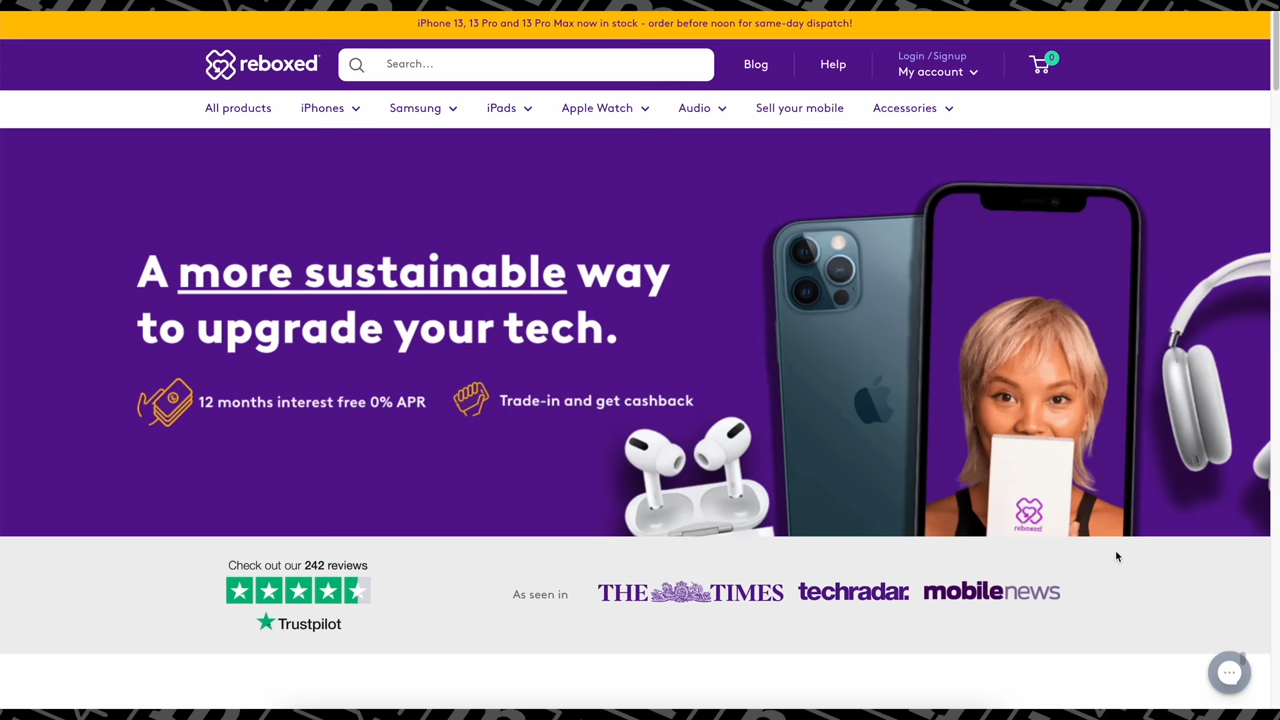 iPhone 13, 13 Pro and 13 Pro Max now in stock - order before noon for same-day dispatch!
reboxed
Search...
Blog
Help
Login / Signup
My account
0
All products
iPhones
Samsung
iPads
Apple Watch
Audio
Sell your mobile
Accessories
A more sustainable way
to upgrade your tech.
12 months interest free 0% APR
Trade-in and get cashback
reboxed
Check out our 242 reviews
Trustpilot
As seen in
THE TIMES
techradar.
mobilenews